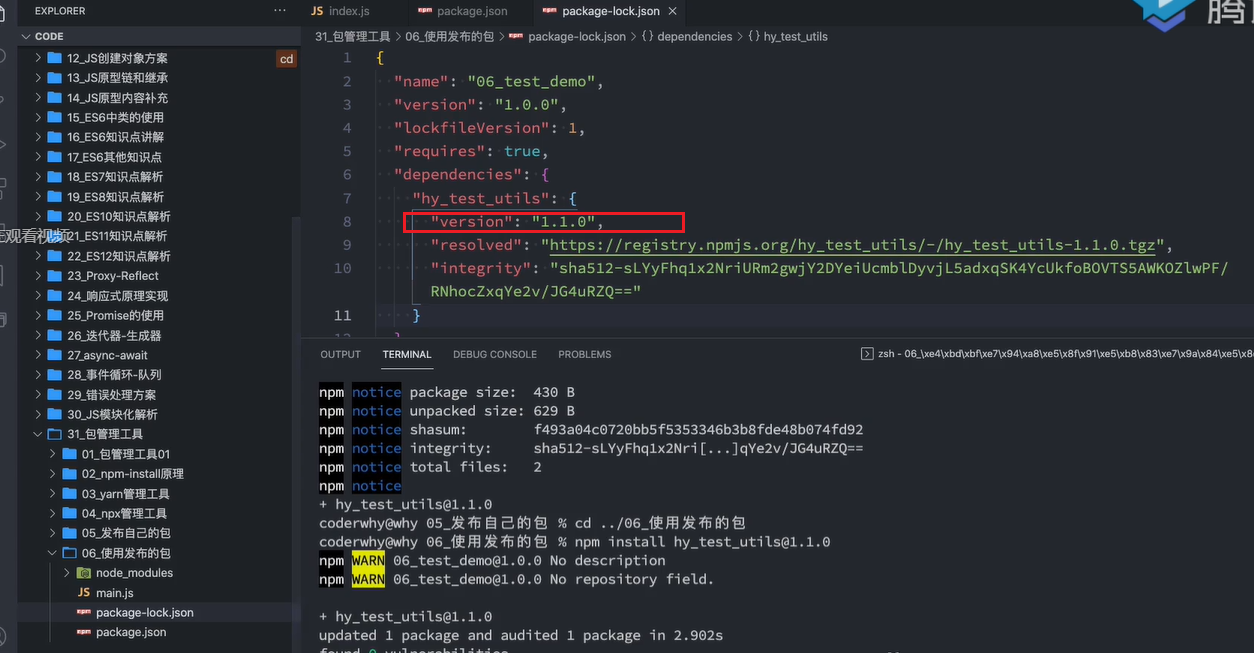 EXPLORER
···
CODE
12_JS创建对象方案
cd
13_JS原型链和继承
14_JS原型内容补充
15_ES6中类的使用
16_ES6知识点讲解
17_ES6其他知识点
18_ES7知识点解析
19_ES8知识点解析
20_ES10知识点解析
21_ES11知识点解析
正在观看视频
22_ES12知识点解析
23_Proxy-Reflect
24_响应式原理实现
25_Promise的使用
26_迭代器-生成器
27_async-await
28_事件循环-队列
29_错误处理方案
30_JS模块化解析
31_包管理工具
01_包管理工具01
02_npm-install原理
03_yarn管理工具
04_npx管理工具
05_发布自己的包
06_使用发布的包
node_modules
JS main.js
package-lock.json
package.json
JS index.js
package.json
package-lock.json ×
腾
31_包管理工具 > 06_使用发布的包 > package-lock.json > {} dependencies > {} hy_test_utils
1 {
2 "name": "06_test_demo",
3 "version": "1.0.0",
4 "lockfileVersion": 1,
5 "requires": true,
6 "dependencies": {
7 "hy_test_utils": {
8 "version": "1.1.0",
9 "resolved": "https://registry.npmjs.org/hy_test_utils/-/hy_test_utils-1.1.0.tgz",
10 "integrity": "sha512-sLYyFhq1x2NriURm2gwjY2DYeiUcmblDyvjL5adxqSK4YcUkfoBOVTS5AWKOZlwPF/
RNhocZxqYe2v/JG4uRZQ=="
11 }
OUTPUT TERMINAL DEBUG CONSOLE PROBLEMS
zsh - 06_\xe4\xbd\xbf\xe7\x94\xa8\xe5\x8f\x91\xe5\xb8\x83\xe7\x9a\x84\xe5\x8
npm notice package size: 430 B
npm notice unpacked size: 629 B
npm notice shasum: f493a04c0720bb5f5353346b3b8fde48b074fd92
npm notice integrity: sha512-sLYyFhq1x2Nri[...]qYe2v/JG4uRZQ==
npm notice total files: 2
npm notice
+ hy_test_utils@1.1.0
coderwhy@why 05_发布自己的包 % cd ../06_使用发布的包
coderwhy@why 06_使用发布的包 % npm install hy_test_utils@1.1.0
npm WARN 06_test_demo@1.0.0 No description
npm WARN 06_test_demo@1.0.0 No repository field.
+ hy_test_utils@1.1.0
updated 1 package and audited 1 package in 2.902s
found 0 vulnerabilities